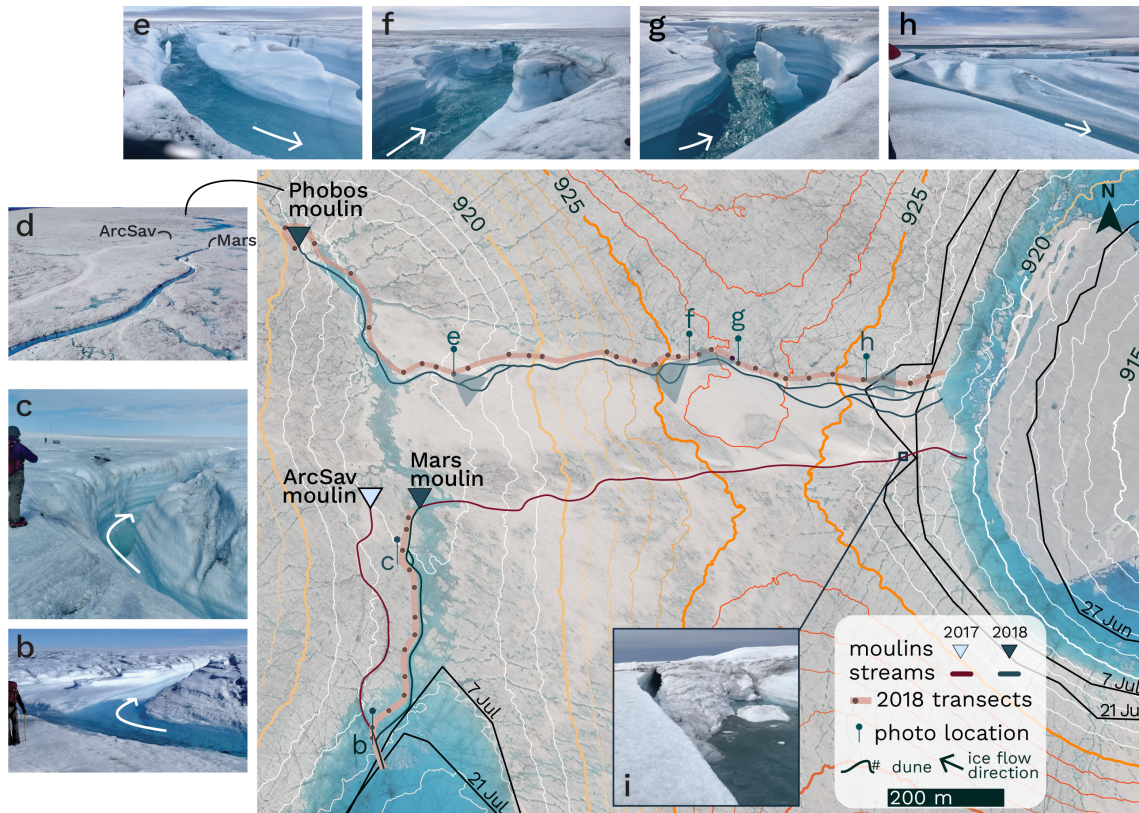 e
f
g
h
d
ArcSav
Mars
Phobos
moulin
920
925
925
N
920
915
e
f
g
h
c
ArcSav
moulin
Mars
moulin
c
27 Jun
7 Jul
21 Ju
b
b
7 Jul
21 Jul
i
2017 2018
moulins
streams
2018 transects
photo location
# dune
ice flow
direction
200 m